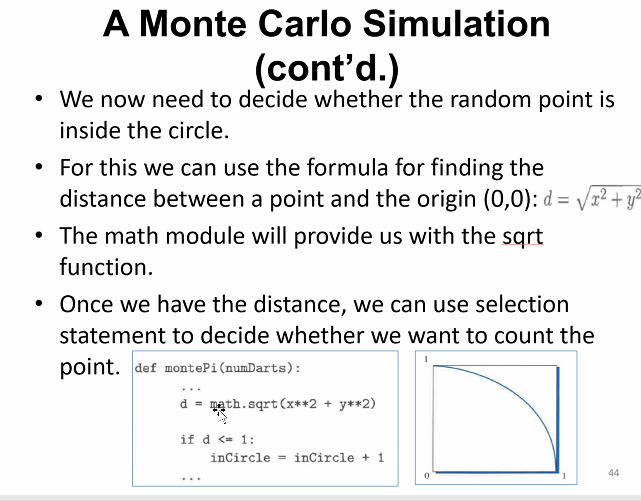 A Monte Carlo Simulation
(cont’d.)
• We now need to decide whether the random point is
inside the circle.
• For this we can use the formula for finding the
distance between a point and the origin (0,0): d = √x² + y²
• The math module will provide us with the sqrt
function.
• Once we have the distance, we can use selection
statement to decide whether we want to count the
point.
def montePi(numDarts):
...
d = math.sqrt(x**2 + y**2)
if d <= 1:
inCircle = inCircle + 1
...
1
0
1
44